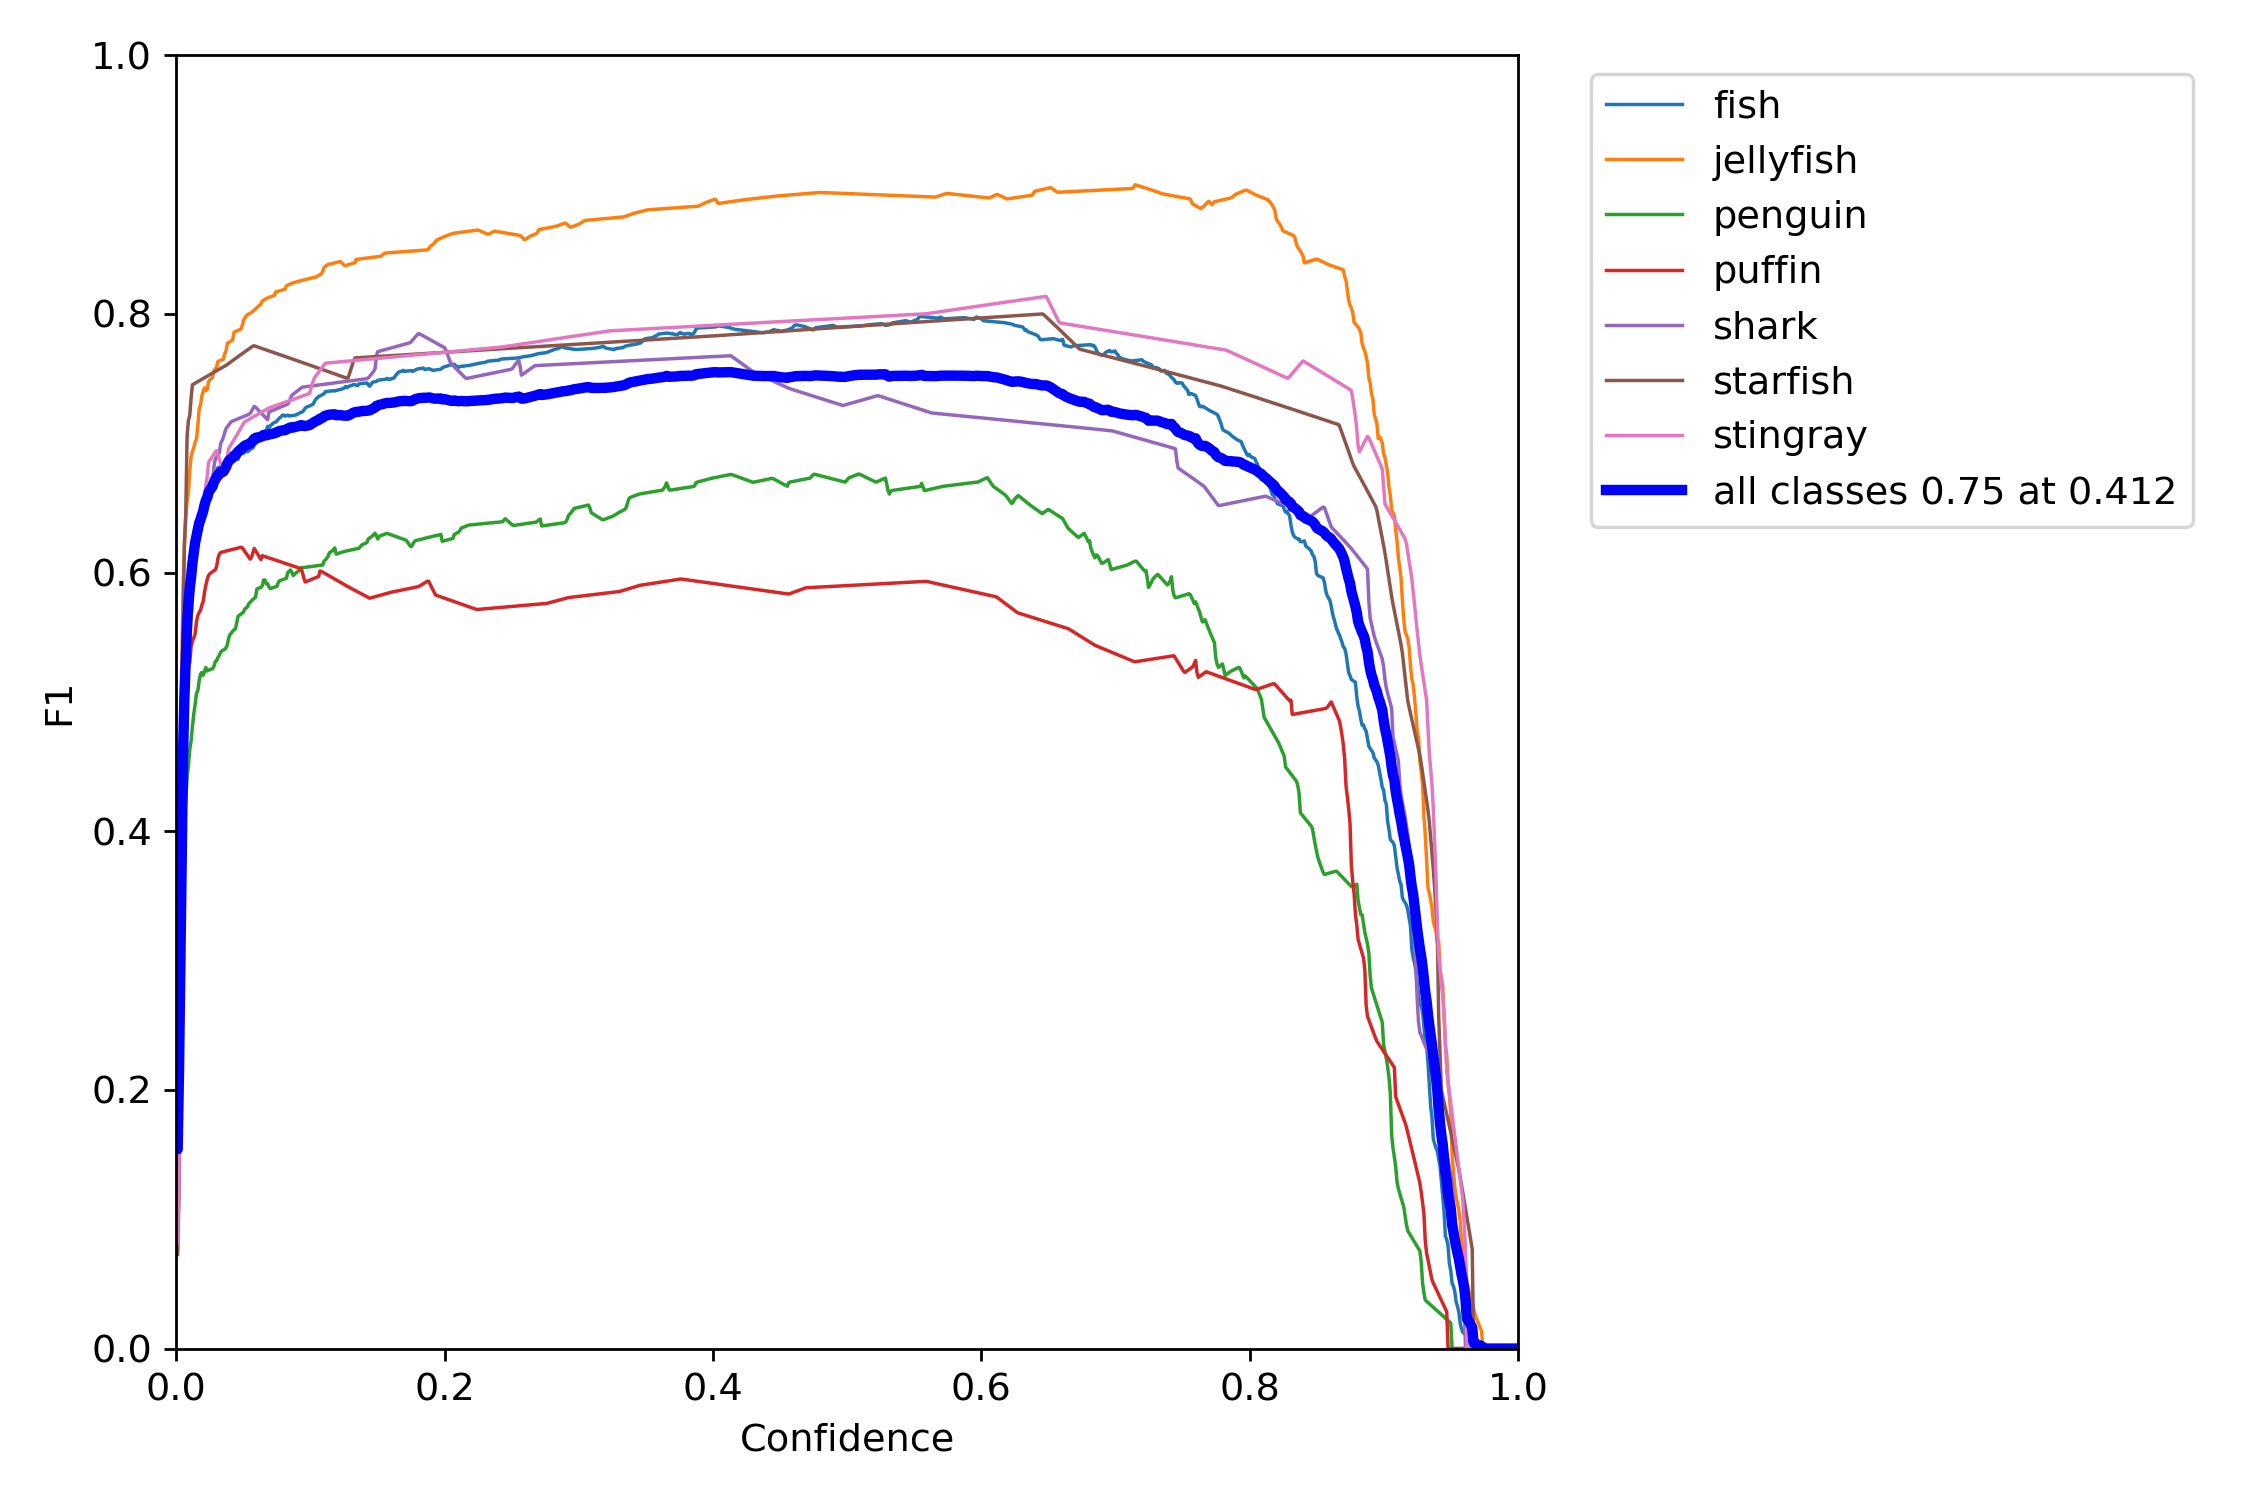 1.0
0.8
0.6
0.4
0.2
0.0
F1
0.0 0.2 0.4 0.6 0.8 1.0
Confidence
fish
jellyfish
penguin
puffin
shark
starfish
stingray
all classes 0.75 at 0.412